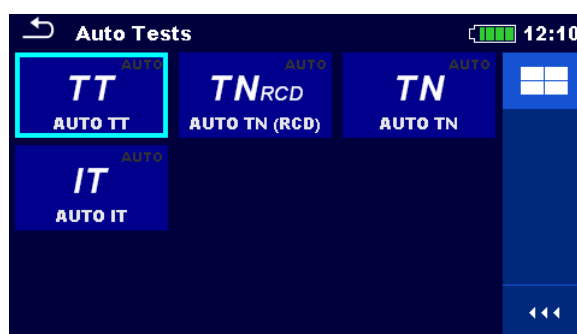 Auto Tests 12:10
AUTO AUTO AUTO
TT TNRCD TN
AUTO TT AUTO TN (RCD) AUTO TN
AUTO
IT
AUTO IT